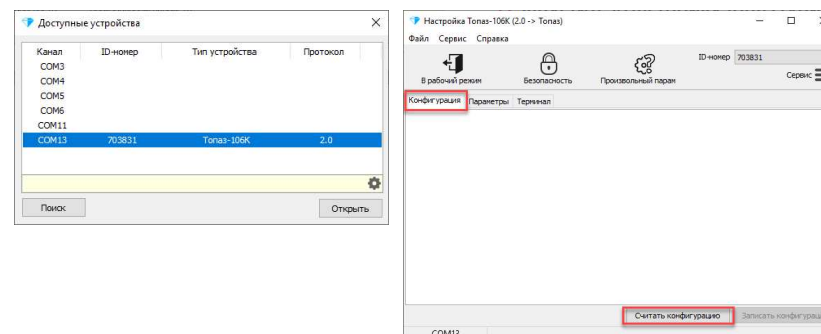 Доступные устройства
Канал ID-номер Тип устройства Протокол
COM3
COM4
COM5
COM6
COM11
COM13 703831 Топаз-106К 2.0
Поиск Открыть
Настройка Топаз-106К (2.0 -> Топаз)
Файл Сервис Справка
ID-номер 703831
Сервис
В рабочий режим Безопасность Произвольный парам
Конфигурация Параметры Терминал
Считать конфигурацию Записать конфигурац
COM13